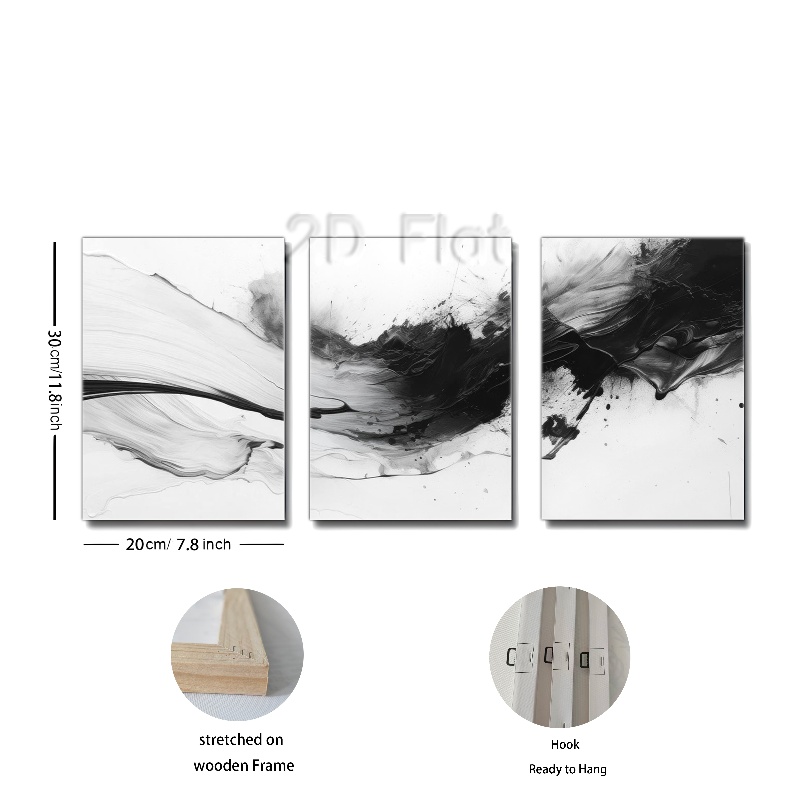 2D Flat
30cm/11.8inch
20cm/ 7.8 inch
stretched on
wooden Frame
Hook
Ready to Hang